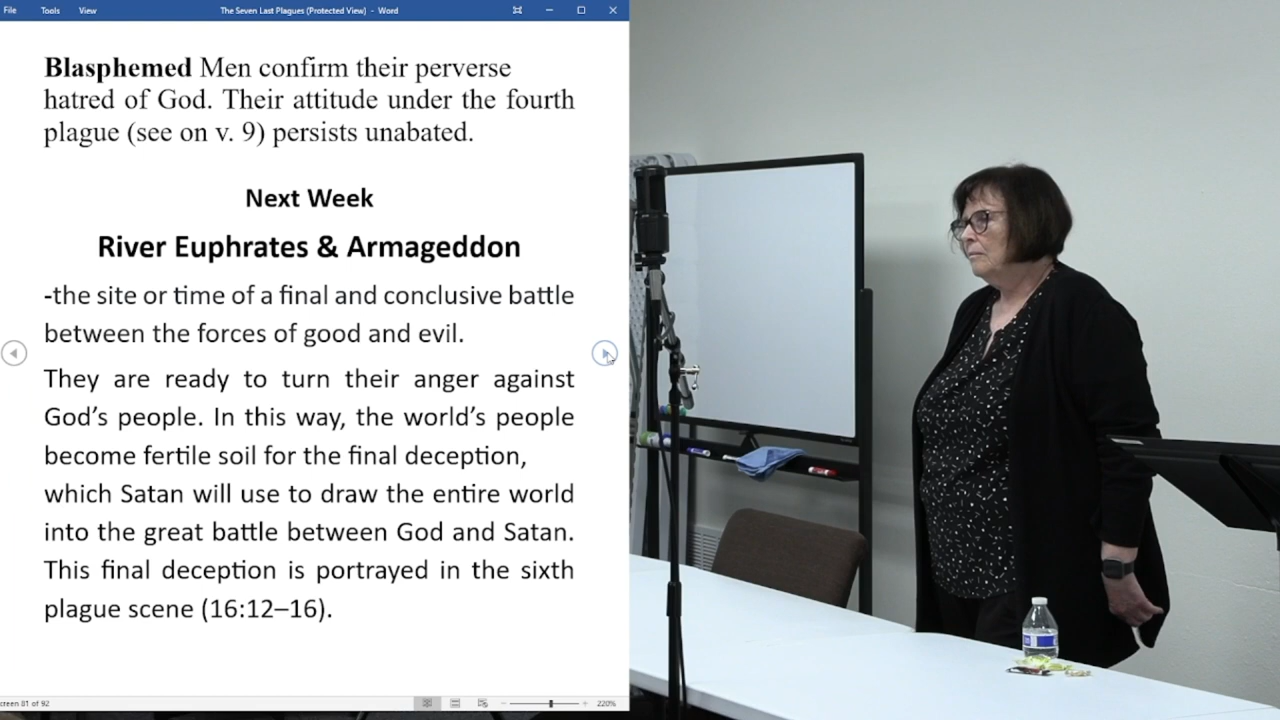 File Tools View The Seven Last Plagues (Protected View) - Word
Blasphemed Men confirm their perverse
hatred of God. Their attitude under the fourth
plague (see on v. 9) persists unabated.
Next Week
River Euphrates & Armageddon
-the site or time of a final and conclusive battle
between the forces of good and evil.
They are ready to turn their anger against
God's people. In this way, the world's people
become fertile soil for the final deception,
which Satan will use to draw the entire world
into the great battle between God and Satan.
This final deception is portrayed in the sixth
plague scene (16:12–16).
creen 81 of 92
220%